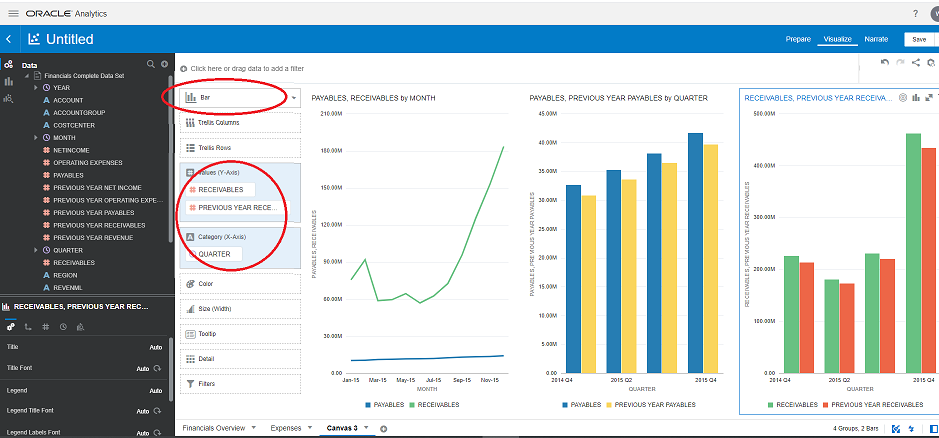 ORACLE Analytics
?
Untitled
Prepare
Visualize
Narrate
Save
Data
Financials Complete Data Set
YEAR
ACCOUNT
ACCOUNTGROUP
COSTCENTER
MONTH
NETINCOME
OPERATING EXPENSES
PAYABLES
PREVIOUS YEAR NET INCOME
PREVIOUS YEAR OPERATING EXPE...
PREVIOUS YEAR PAYABLES
PREVIOUS YEAR RECEIVABLES
PREVIOUS YEAR REVENUE
QUARTER
RECEIVABLES
REGION
REVENML
RECEIVABLES, PREVIOUS YEAR REC...
Title
Auto
Title Font
Auto
Legend
Auto
Legend Title Font
Auto
Legend Labels Font
Auto
Click here or drag data to add a filter
Bar
Trellis Columns
Trellis Rows
Values (Y-Axis)
RECEIVABLES
PREVIOUS YEAR RECE...
Category (X-Axis)
QUARTER
Color
Size (Width)
Tooltip
Detail
Filters
PAYABLES, RECEIVABLES by MONTH
PAYABLES, RECEIVABLES
210.00M
180.00M
150.00M
120.00M
90.00M
60.00M
30.00M
0.00
Jan-15
Mar-15
May-15
Jul-15
Sep-15
Nov-15
MONTH
PAYABLES
RECEIVABLES
PAYABLES, PREVIOUS YEAR PAYABLES by QUARTER
PAYABLES, PREVIOUS YEAR PAYABLES
45.00M
40.00M
35.00M
30.00M
25.00M
20.00M
15.00M
10.00M
5.00M
0.00
2014 Q4
2015 Q2
2015 Q4
QUARTER
PAYABLES
PREVIOUS YEAR PAYABLES
RECEIVABLES, PREVIOUS YEAR RECEIVA...
RECEIVABLES, PREVIOUS YEAR RECEIVABLES
500.00M
400.00M
300.00M
200.00M
100.00M
0.00
2014 Q4
2015 Q2
2015 Q4
QUARTER
RECEIVABLES
PREVIOUS YEAR RECEIVABLES
Financials Overview
Expenses
Canvas 3
4 Groups, 2 Bars